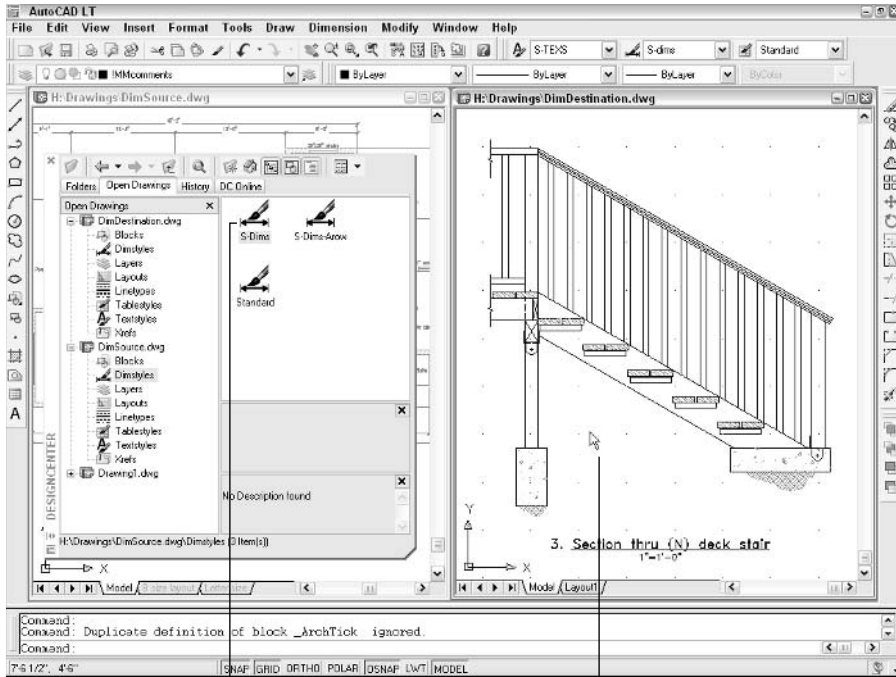 AutoCAD LT
File Edit View Insert Format Tools Draw Dimension Modify Window Help
S-TEXS S-dims Standard
!MMcomments ByLayer ByLayer ByLayer ByColor
H:\Drawings\DimSource.dwg
H:\Drawings\DimDestination.dwg
Folders Open Drawings History DC Online
Open Drawings
DimDestination.dwg
Blocks
Dimstyles
Layers
Layouts
Linetypes
Tablestyles
Textstyles
Xrefs
DimSource.dwg
Blocks
Dimstyles
Layers
Layouts
Linetypes
Tablestyles
Textstyles
Xrefs
Drawing1.dwg
S-Dims S-Dims-Arow
Standard
No Description found
DESIGNCENTER
H:\Drawings\DimSource.dwg\Dimstyles (3 Item(s))
X
Model B size layout Letter size
3. Section thru (N) deck stair
1"=1'-0"
Y
X
Model Layout1
Command:
Command: Duplicate definition of block _ArchTick ignored.
Command:
7'-6 1/2", 4'-6" SNAP GRID ORTHO POLAR OSNAP LWT MODEL
A